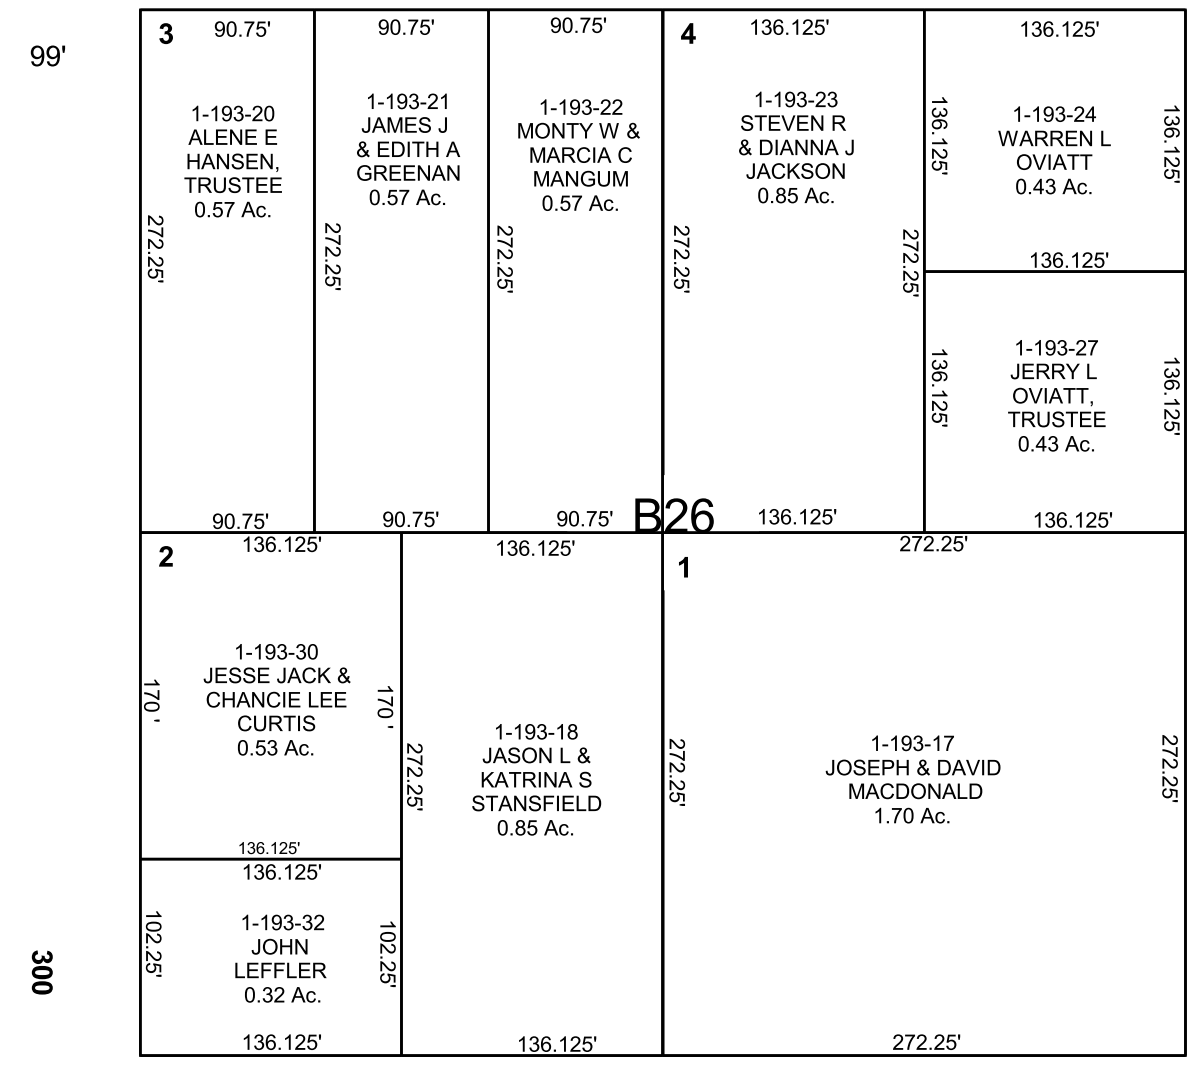 99'
3
90.75'
1-193-20
ALENE E
HANSEN,
TRUSTEE
0.57 Ac.
272.25'
90.75'
90.75'
1-193-21
JAMES J
& EDITH A
GREENAN
0.57 Ac.
272.25'
90.75'
90.75'
1-193-22
MONTY W &
MARCIA C
MANGUM
0.57 Ac.
272.25'
90.75'
4
136.125'
1-193-23
STEVEN R
& DIANNA J
JACKSON
0.85 Ac.
272.25'
272.25'
136.125'
136.125'
136.125'
1-193-24
WARREN L
OVIATT
0.43 Ac.
136.125'
136.125'
136.125'
1-193-27
JERRY L
OVIATT,
TRUSTEE
0.43 Ac.
136.125'
136.125'
B26
2
136.125'
1-193-30
JESSE JACK &
CHANCIE LEE
CURTIS
0.53 Ac.
170 '
170 '
136.125'
136.125'
1-193-32
JOHN
LEFFLER
0.32 Ac.
102.25'
102.25'
136.125'
136.125'
272.25'
1-193-18
JASON L &
KATRINA S
STANSFIELD
0.85 Ac.
136.125'
1
272.25'
272.25'
1-193-17
JOSEPH & DAVID
MACDONALD
1.70 Ac.
272.25'
272.25'
300